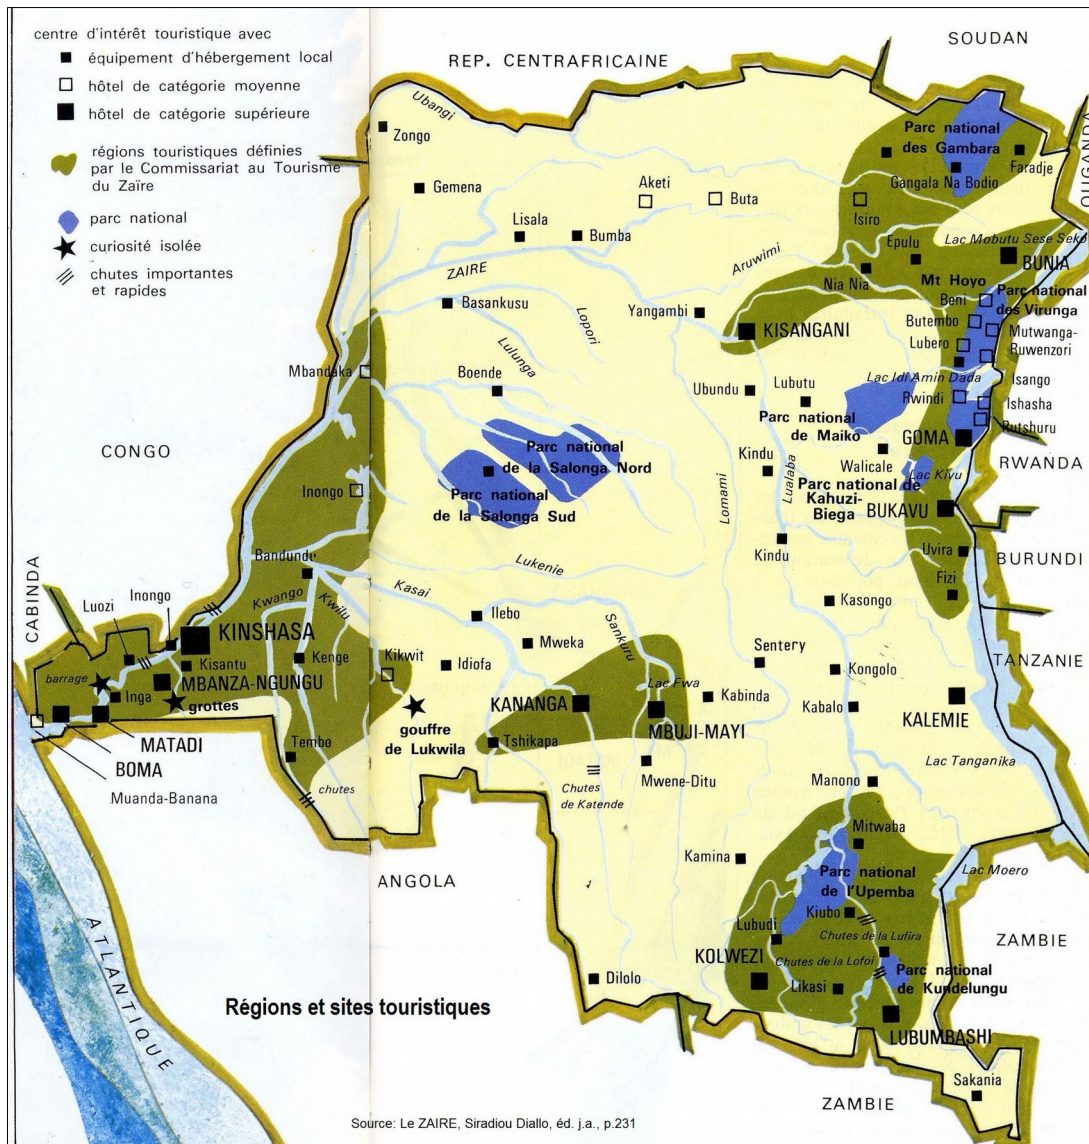 centre d'intérêt touristique avec
équipement d'hébergement local
hôtel de catégorie moyenne
hôtel de catégorie supérieure
régions touristiques définies
par le Commissariat au Tourisme
du Zaïre
parc national
curiosité isolée
chutes importantes
et rapides
SOUDAN
REP. CENTRAFRICAINE
OUGANDA
Ubangi
Zongo
Parc national
des Gambara
Faradje
Gangala Na Bodio
Gemena
Aketi
Buta
Isiro
Lisala
Bumba
Epulu
Lac Mobutu Sese Seko
BUNIA
ZAIRE
Aruwimi
Nia Nia
Mt Hoyo
Parc national
des Virunga
Beni
Basankusu
Yangambi
Butembo
Mutwanga-
Ruwenzori
Lopori
KISANGANI
Lubero
Lulunga
Mbandaka
Boende
Ubundu
Lubutu
Lac Idi Amin Dada
Isango
Rwindi
Ishasha
Rutshuru
Parc national
de Maiko
GOMA
CONGO
Parc national
de la Salonga Nord
Kindu
Walicale
RWANDA
Lac Kivu
Parc national
de la Salonga Sud
Inongo
Lomami
Lualaba
Parc national de
Kahuzi-
Biega
BUKAVU
Kindu
Uvira
BURUNDI
Bandundu
Lukenie
Fizi
CABINDA
Luozi
Inongo
Kwango
Kwilu
Kasai
Ilebo
Kasongo
KINSHASA
Mweka
Sankuru
Sentery
TANZANIE
Kisantu
Kenge
Kikwit
Idiofa
Kongolo
barrage
MBANZA-NGUNGU
Lac Fwa
Inga
grottes
KANANGA
Kabinda
Kabalo
KALEMIE
MATADI
gouffre
de Lukwila
MBUJI-MAYI
BOMA
Tembo
Tshikapa
Mwene-Ditu
Lac Tanganika
Muanda-Banana
chutes
Chutes
de Katende
Manono
Mitwaba
Kamina
Lac Moero
ANGOLA
Parc national
de l'Upemba
Kiubo
Lubudi
Chutes de la Lufira
ZAMBIE
KOLWEZI
Chutes de la Lofoi
Parc national
de Kundelungu
Dilolo
Likasi
ATLANTIQUE
Régions et sites touristiques
LUBUMBASHI
Sakania
ZAMBIE
Source: Le ZAIRE, Siradiou Diallo, éd. j.a., p.231